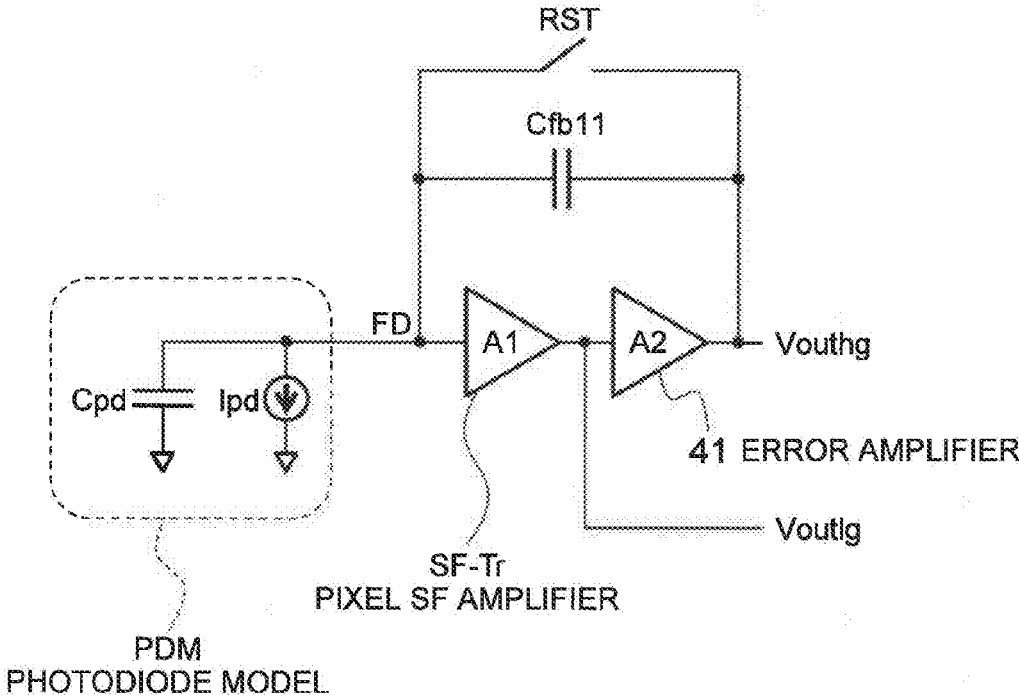 RST
Cfb11
FD
A1
A2
Vouthg
Cpd
Ipd
41 ERROR AMPLIFIER
Voutlg
SF-Tr
PIXEL SF AMPLIFIER
PDM
PHOTODIODE MODEL